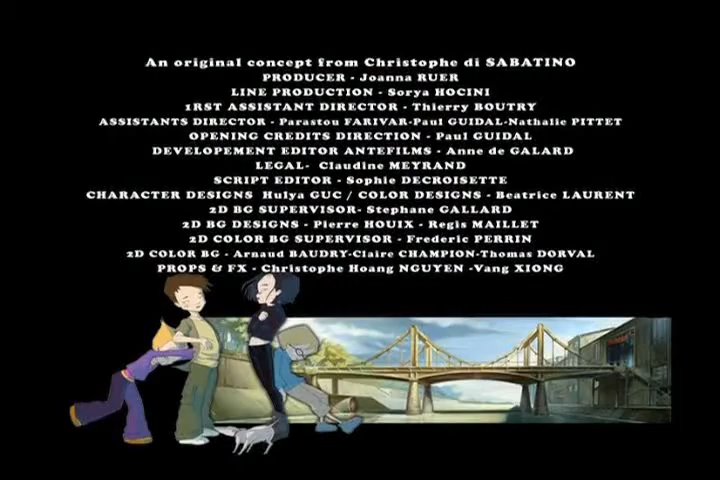 An original concept from Christophe di SABATINO
PRODUCER - Joanna RUER
LINE PRODUCTION - Sorya HOCINI
1RST ASSISTANT DIRECTOR - Thierry BOUTRY
ASSISTANTS DIRECTOR - Parastou FARIVAR-Paul GUIDAL-Nathalie PITTET
OPENING CREDITS DIRECTION - Paul GUIDAL
DEVELOPEMENT EDITOR ANTEFILMS - Anne de GALARD
LEGAL- Claudine MEYRAND
SCRIPT EDITOR - Sophie DECROISETTE
CHARACTER DESIGNS Hulya GUC / COLOR DESIGNS - Beatrice LAURENT
2D BG SUPERVISOR- Stephane GALLARD
2D BG DESIGNS - Pierre HOUIX - Regis MAILLET
2D COLOR BG SUPERVISOR - Frederic PERRIN
2D COLOR BG - Arnaud BAUDRY-Claire CHAMPION-Thomas DORVAL
PROPS & FX - Christophe Hoang NGUYEN -Vang XIONG